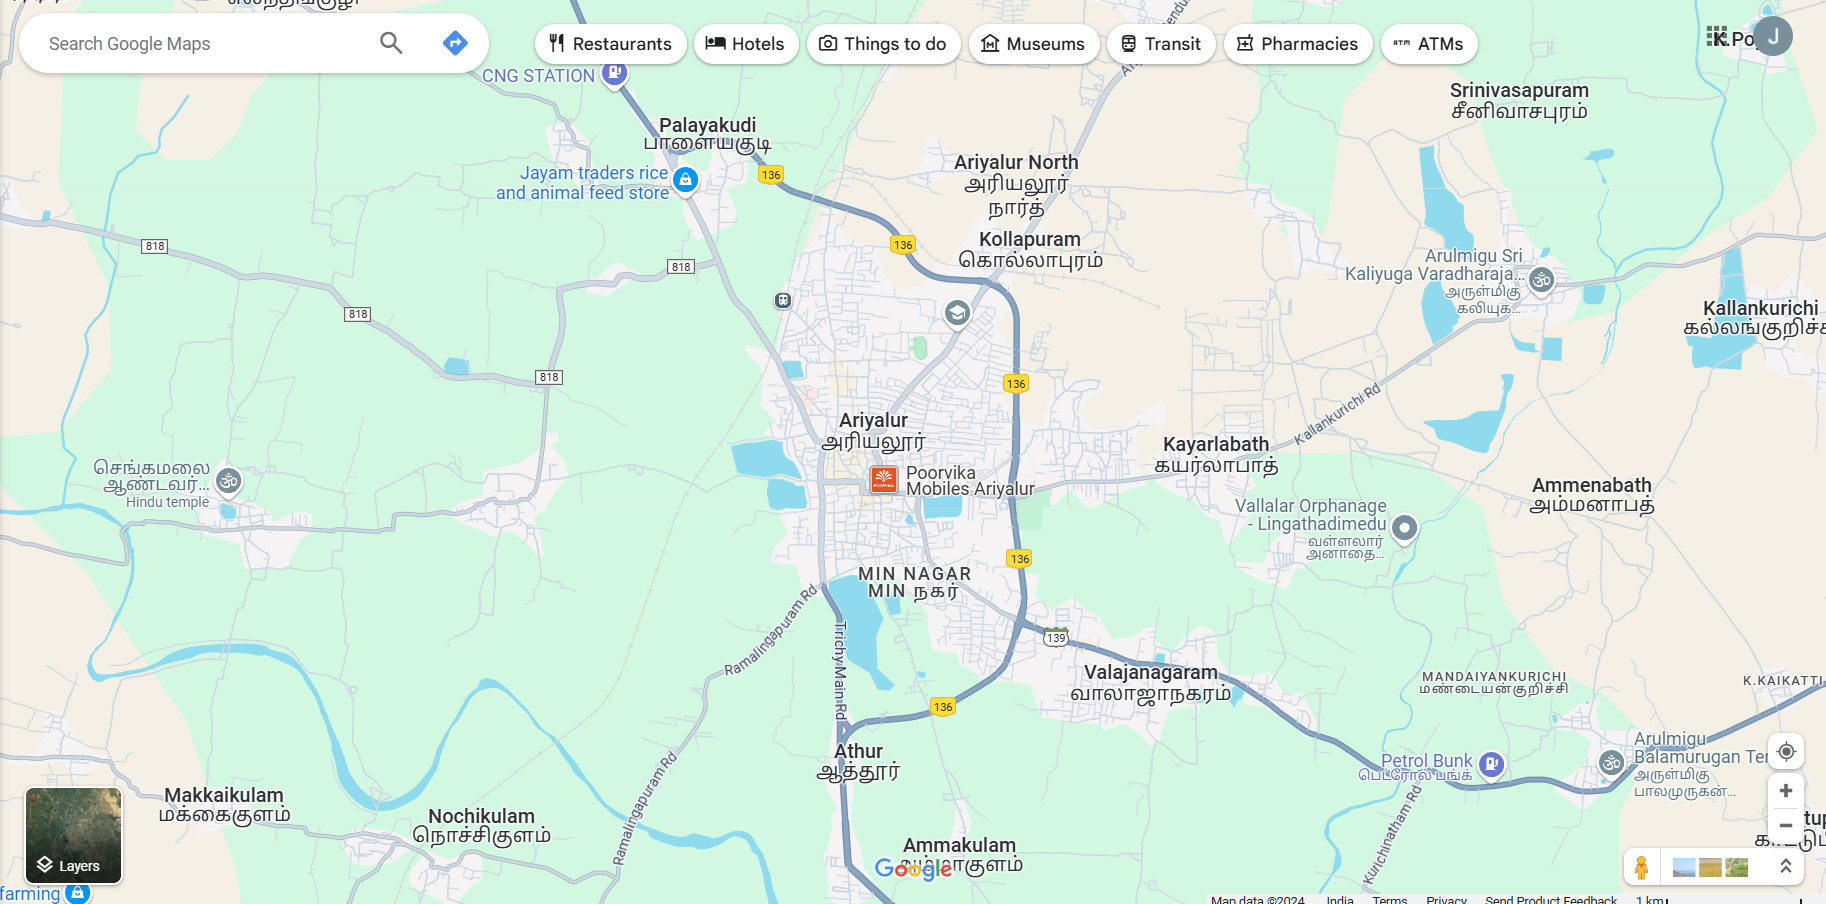 Search Google Maps
Restaurants
Hotels
Things to do
Museums
Transit
Pharmacies
ATMs
J
CNG STATION
Palayakudi
பாளையகுடி
Jayam traders rice
and animal feed store
136
Ariyalur North
அரியலூர்
நார்த்
Srinivasapuram
சீனிவாசபுரம்
818
136
Kollapuram
கொல்லாபுரம்
818
Arulmigu Sri
Kaliyuga Varadharaja...
அருள்மிகு
கலியுக...
818
Kallankurichi
818
136
Kallankurichi Rd
Ariyalur
அரியலூர்
Kayarlabath
கயர்லாபாத்
செங்கமலை
ஆண்டவர்...
Hindu temple
Poorvika
Mobiles Ariyalur
Ammenabath
அம்மனாபத்
Vallalar Orphanage
- Lingathadimedu
வள்ளலார்
அனாதை...
136
MIN NAGAR
MIN நகர்
Ramalingapuram Rd
Tirichy Main Rd
139
Valajanagaram
வாலாஜாநகரம்
MANDAIYANKURICHI
மண்டையன்குறிச்சி
K.KAIKATTI
136
Athur
ஆத்தூர்
Petrol Bunk
பெட்ரோல் பங்க்
Arulmigu
Balamurugan Te
அருள்மிகு
பாலமுருகன்...
Makkaikulam
மக்கைகுளம்
Nochikulam
நொச்சிகுளம்
Ramalingapuram Rd
Kurichinatham Rd
Ammakulam
அம்மாகுளம்
Google
Layers
farming
Map data ©2024
India
Terms
Privacy
Send Product Feedback
1 km